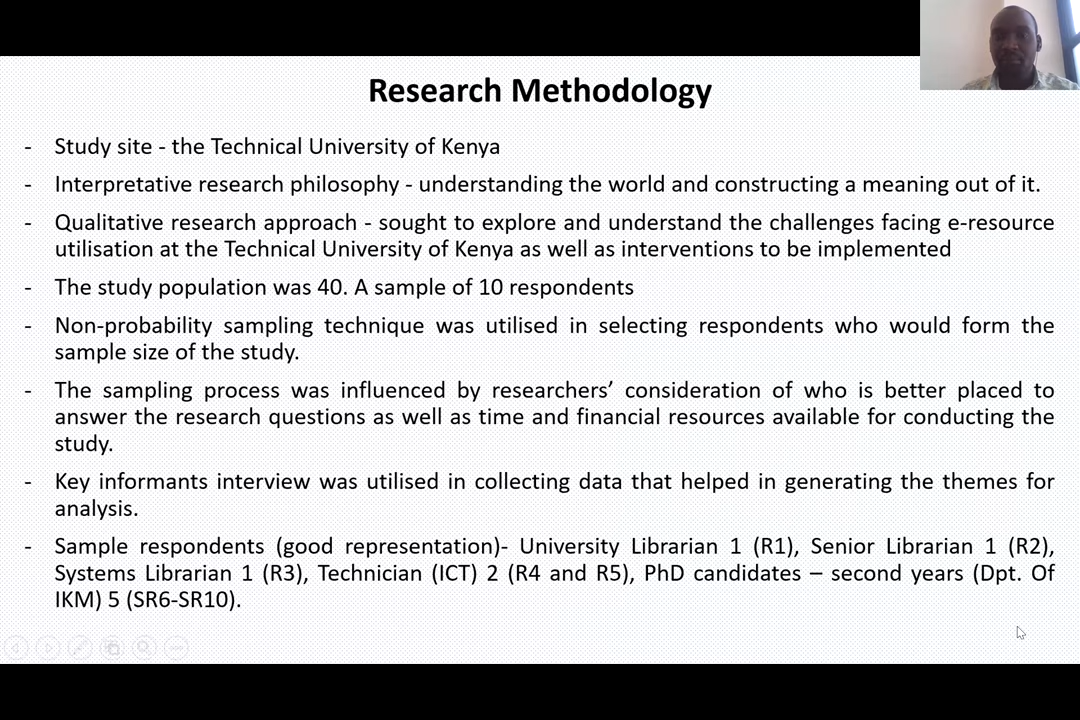 Research Methodology
- Study site - the Technical University of Kenya
- Interpretative research philosophy - understanding the world and constructing a meaning out of it.
- Qualitative research approach - sought to explore and understand the challenges facing e-resource
utilisation at the Technical University of Kenya as well as interventions to be implemented
- The study population was 40. A sample of 10 respondents
- Non-probability sampling technique was utilised in selecting respondents who would form the
sample size of the study.
- The sampling process was influenced by researchers’ consideration of who is better placed to
answer the research questions as well as time and financial resources available for conducting the
study.
- Key informants interview was utilised in collecting data that helped in generating the themes for
analysis.
- Sample respondents (good representation)- University Librarian 1 (R1), Senior Librarian 1 (R2),
Systems Librarian 1 (R3), Technician (ICT) 2 (R4 and R5), PhD candidates – second years (Dpt. Of
IKM) 5 (SR6-SR10).